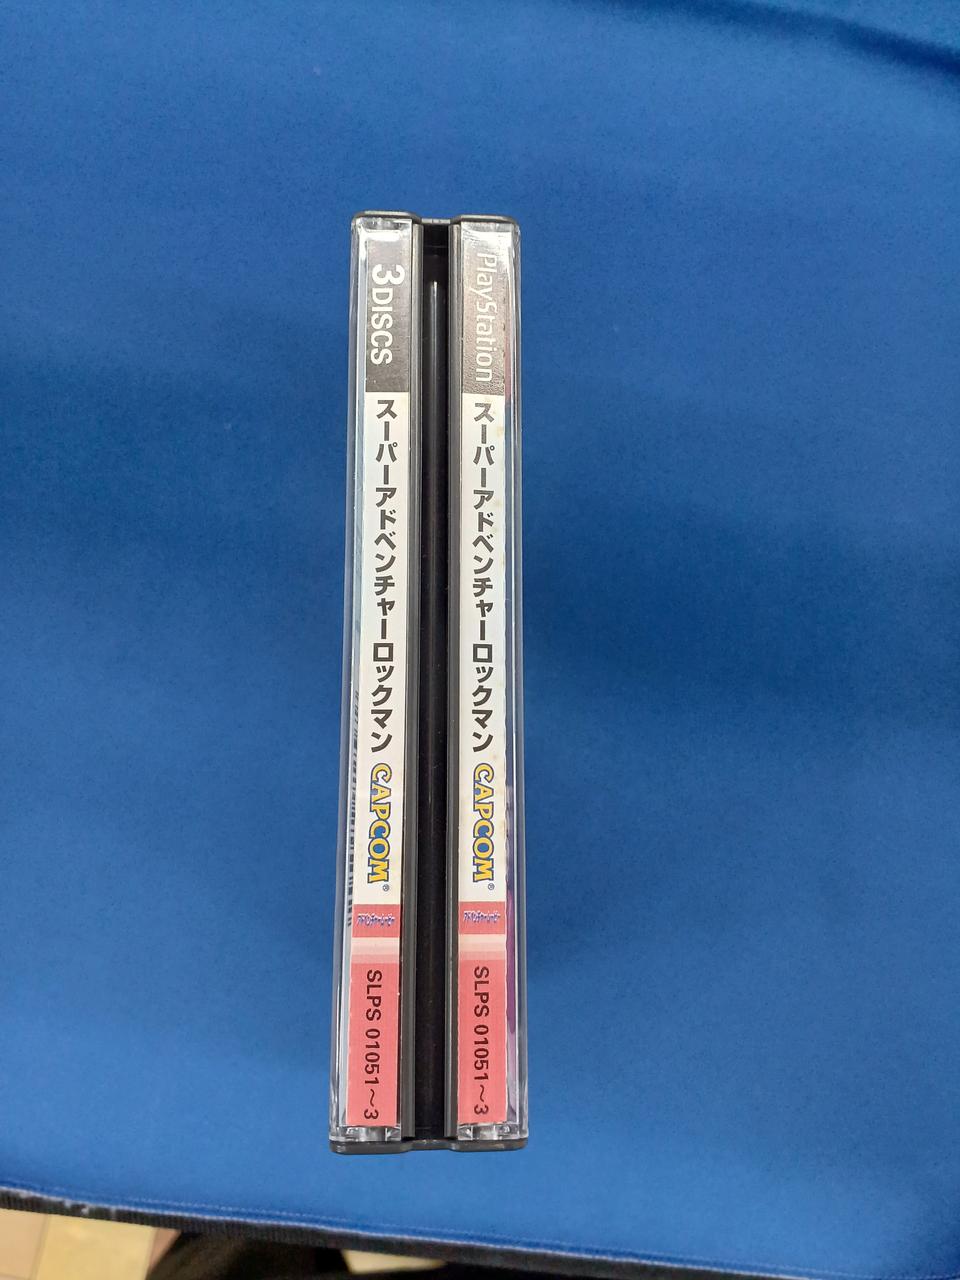 3 DISCS
スーパーアドベンチャーロックマン
CAPCOM®
SLPS 01051～3
PlayStation
スーパーアドベンチャーロックマン
CAPCOM®
SLPS 01051～3